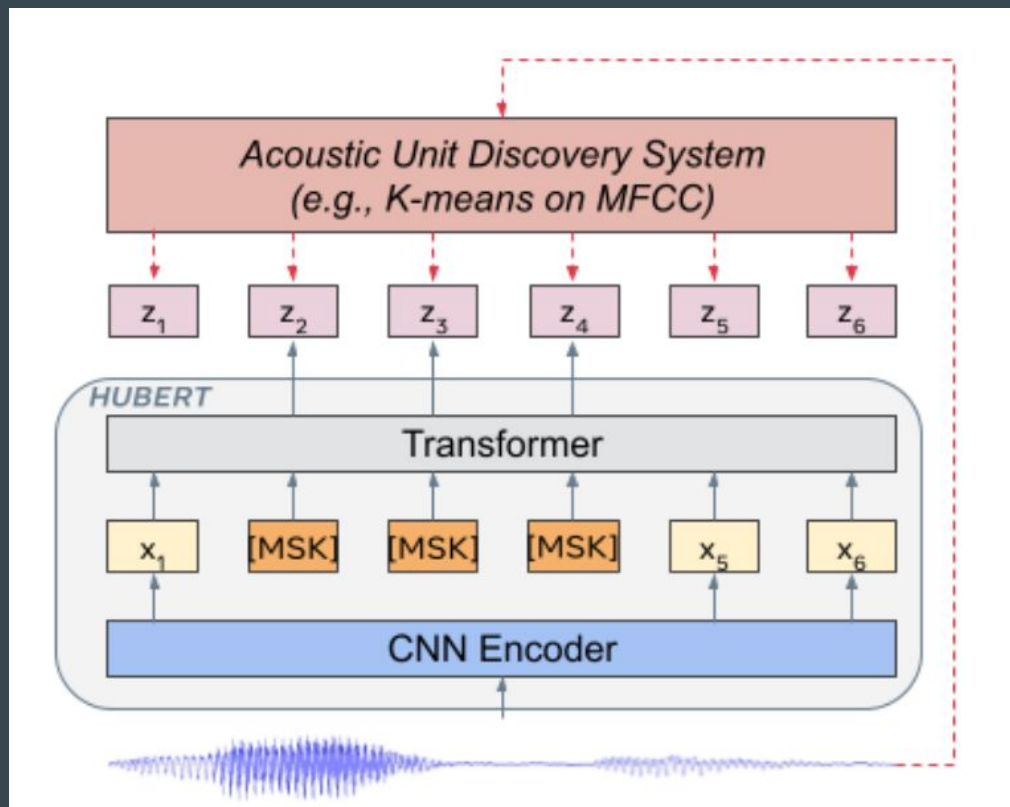 Acoustic Unit Discovery System
(e.g., K-means on MFCC)
z₁ z₂ z₃ z₄ z₅ z₆
HUBERT
Transformer
x₁ [MSK] [MSK] [MSK] x₅ x₆
CNN Encoder